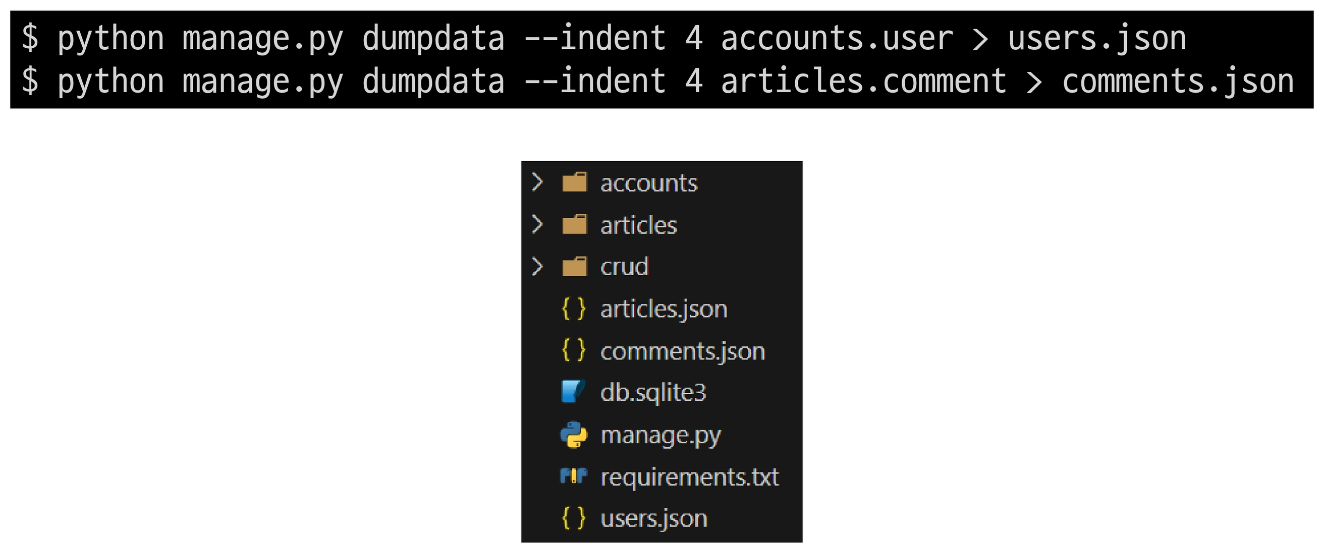 $ python manage.py dumpdata --indent 4 accounts.user > users.json
$ python manage.py dumpdata --indent 4 articles.comment > comments.json
accounts
articles
crud
articles.json
comments.json
db.sqlite3
manage.py
requirements.txt
users.json